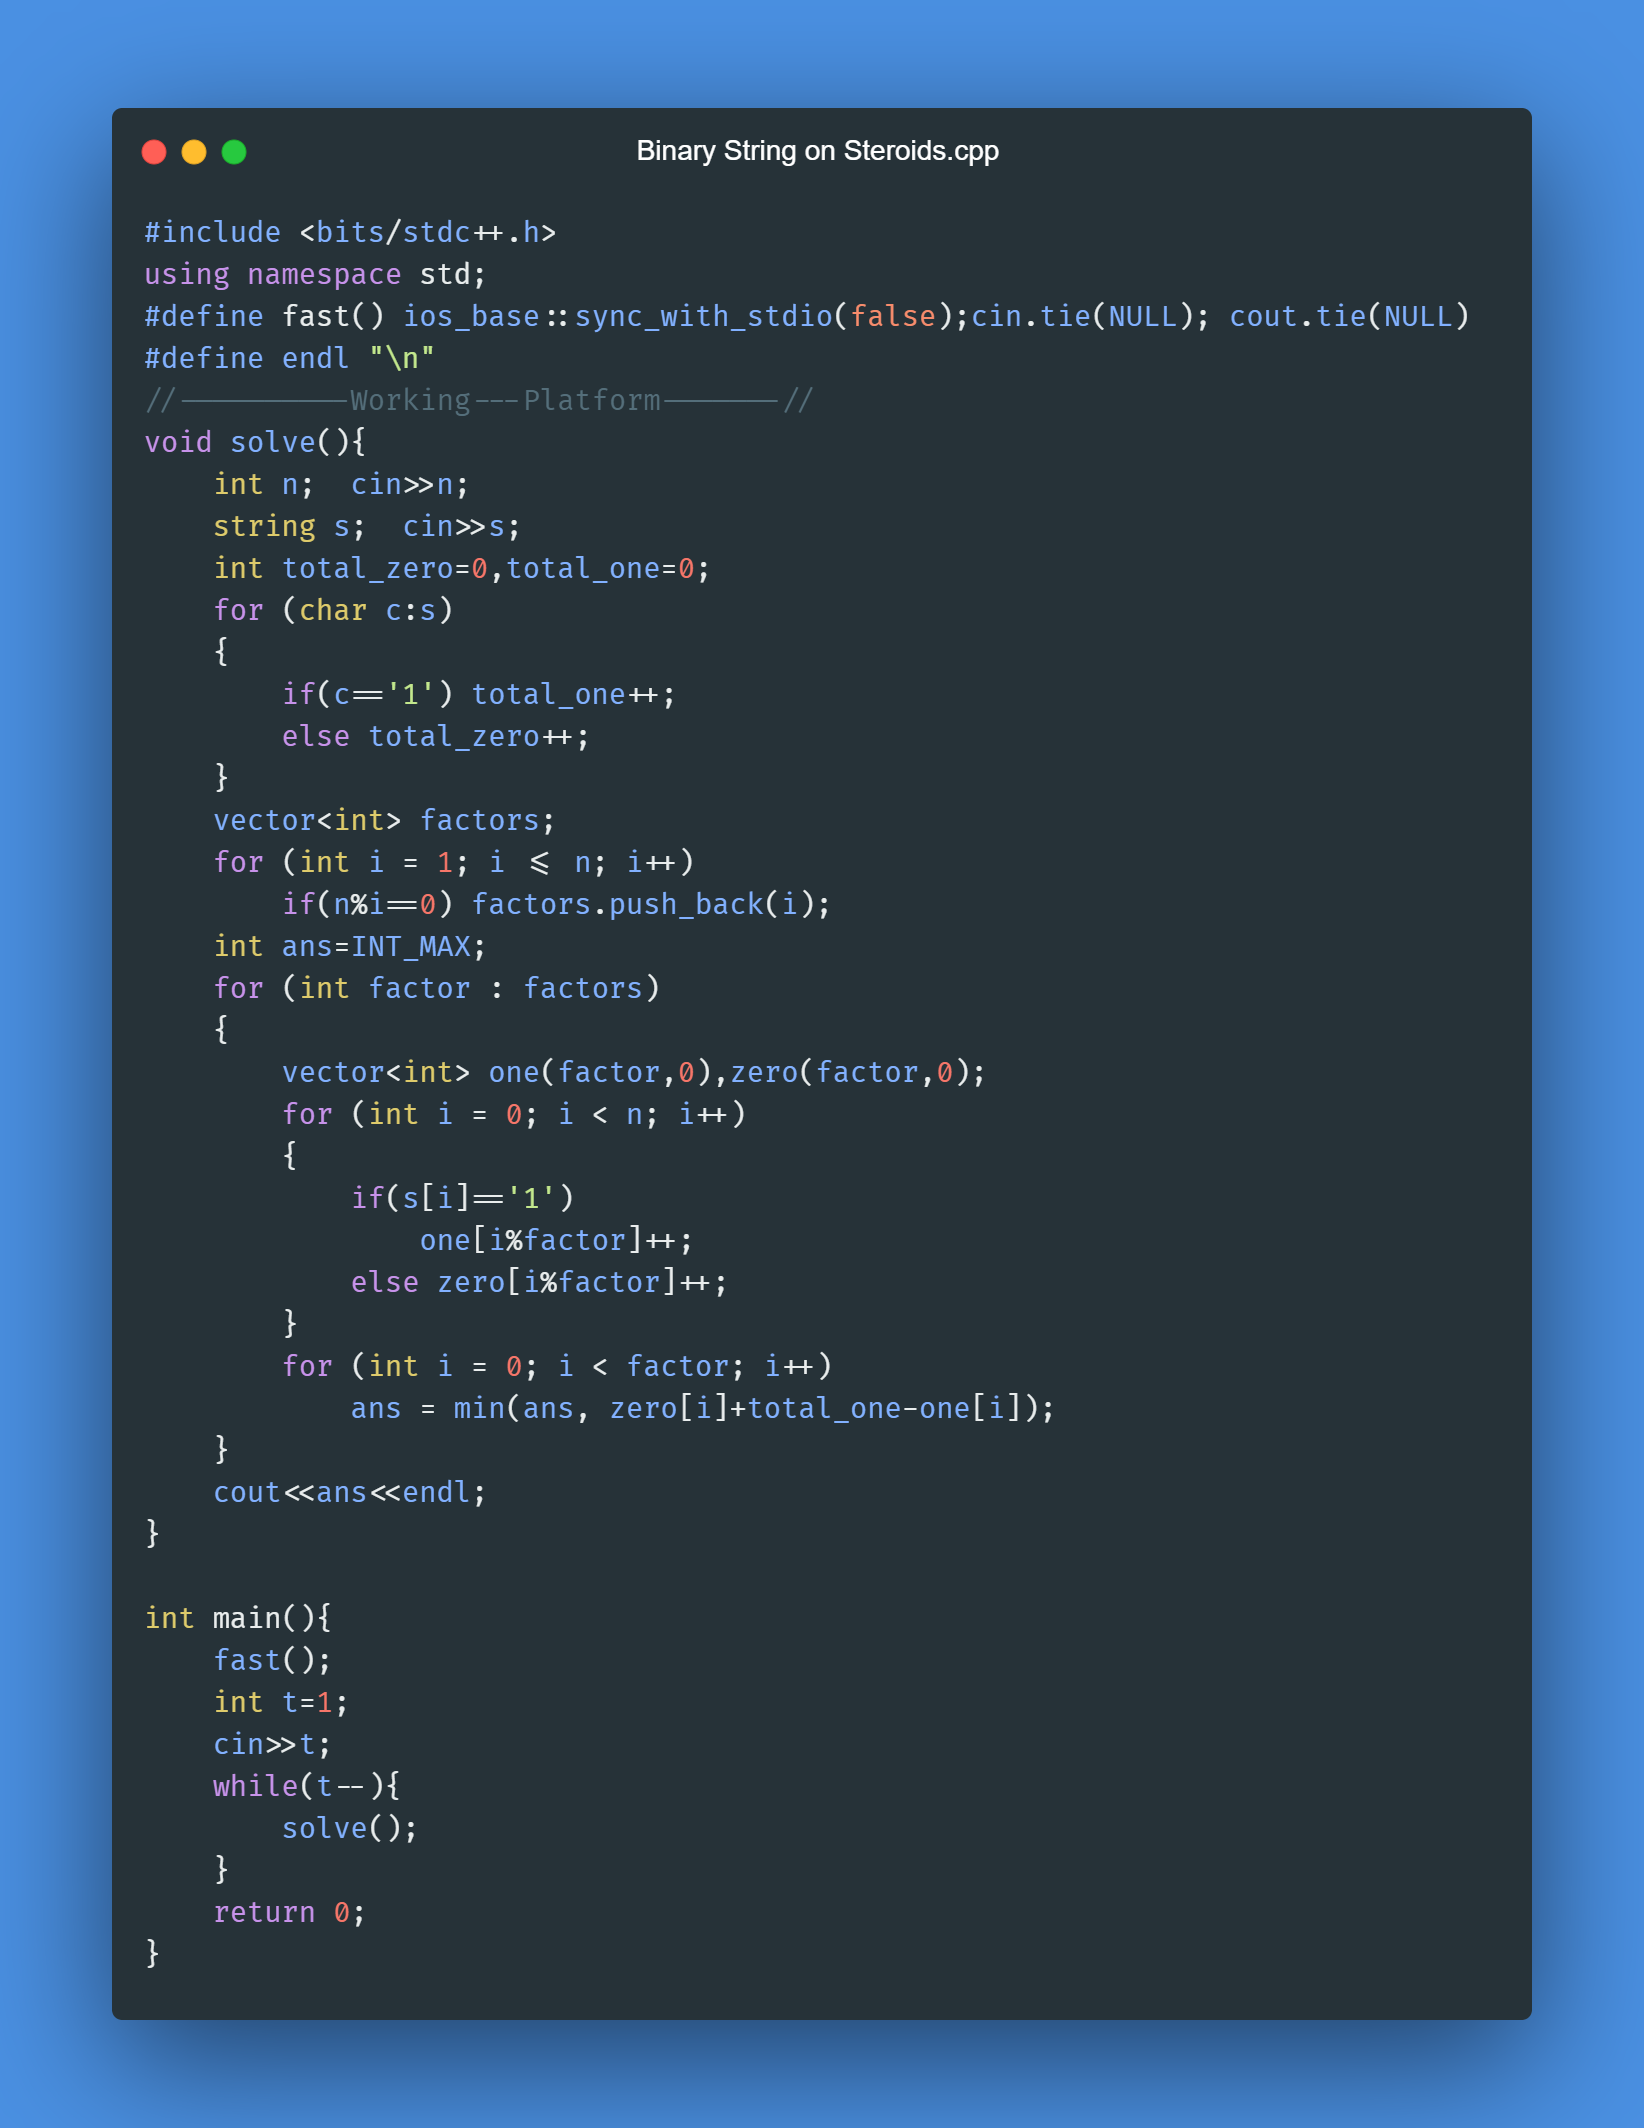 Binary String on Steroids.cpp
#include <bits/stdc++.h>
using namespace std;
#define fast() ios_base::sync_with_stdio(false);cin.tie(NULL); cout.tie(NULL)
#define endl "\n"
//----------Working---Platform-------//
void solve(){
    int n;  cin>>n;
    string s;  cin>>s;
    int total_zero=0,total_one=0;
    for (char c:s)
    {
        if(c=='1') total_one++;
        else total_zero++;
    }
    vector<int> factors;
    for (int i = 1; i <= n; i++)
        if(n%i==0) factors.push_back(i);
    int ans=INT_MAX;
    for (int factor : factors)
    {
        vector<int> one(factor,0),zero(factor,0);
        for (int i = 0; i < n; i++)
        {
            if(s[i]=='1')
                one[i%factor]++;
            else zero[i%factor]++;
        }
        for (int i = 0; i < factor; i++)
            ans = min(ans, zero[i]+total_one-one[i]);
    }
    cout<<ans<<endl;
}

int main(){
    fast();
    int t=1;
    cin>>t;
    while(t--){
        solve();
    }
    return 0;
}